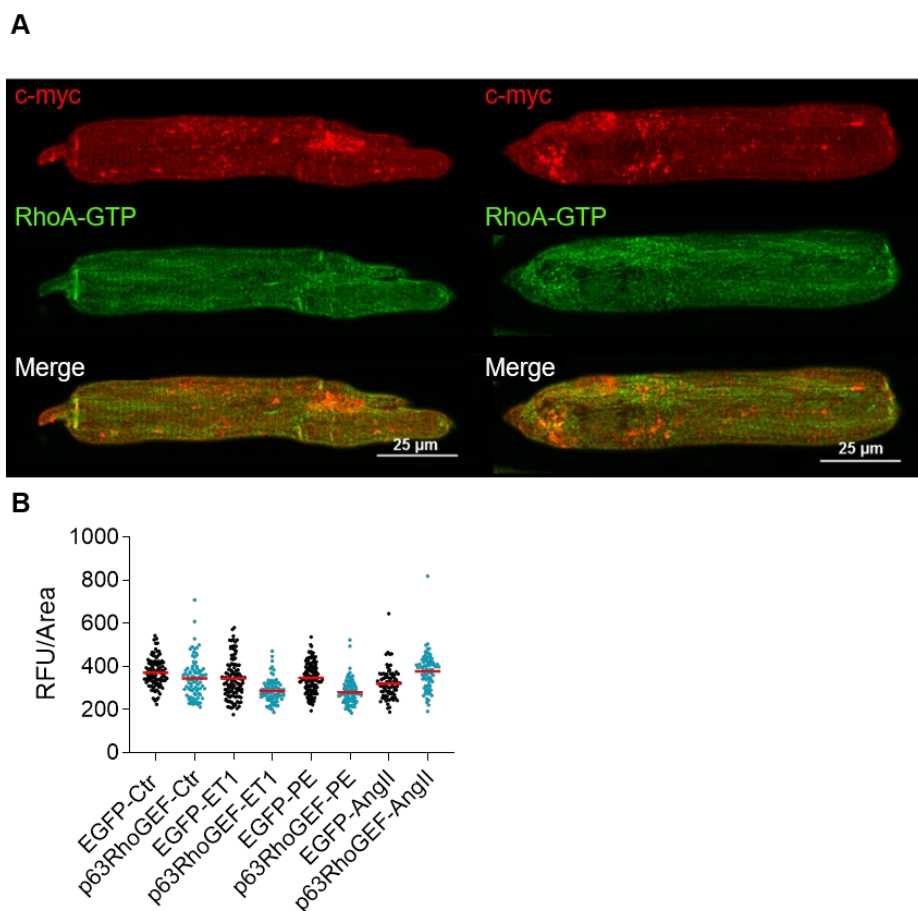 A
c-myc c-myc
RhoA-GTP RhoA-GTP
Merge Merge
25 µm 25 µm
B
1000
800
600
400
200
0
RFU/Area
EGFP-Ctr
p63RhoGEF-Ctr
EGFP-ET1
p63RhoGEF-ET1
EGFP-PE
p63RhoGEF-PE
EGFP-AngII
p63RhoGEF-AngII